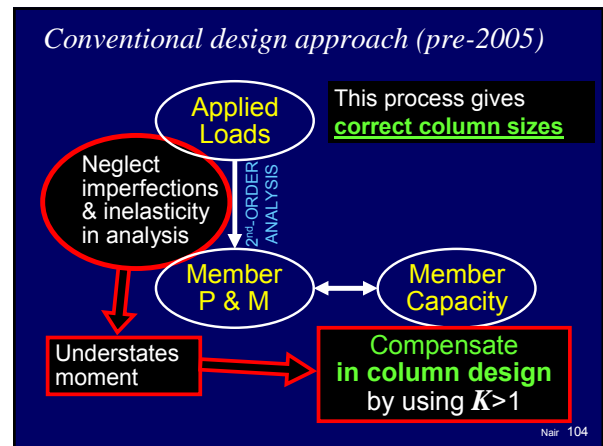 Conventional design approach (pre-2005)
Applied
Loads
This process gives
correct column sizes
Neglect
imperfections
& inelasticity
in analysis
2nd-ORDER
ANALYSIS
Member
P & M
Member
Capacity
Understates
moment
Compensate
in column design
by using K>1
Nair 104